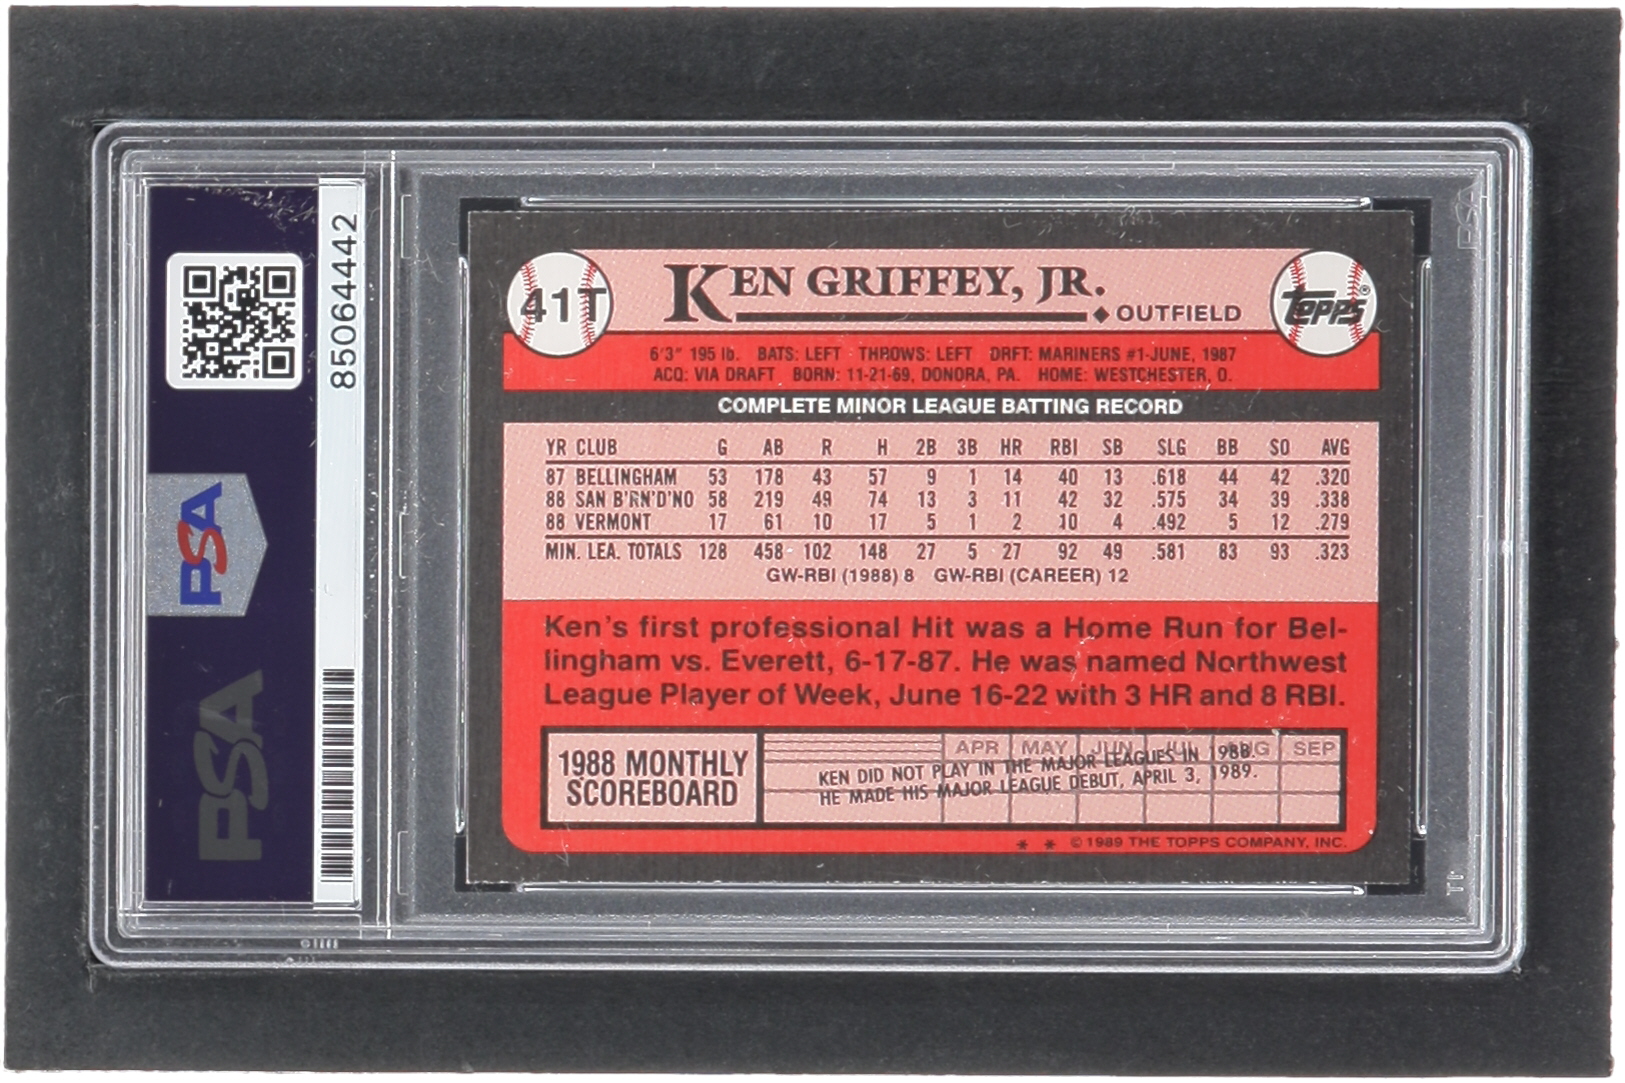 85064442
PSA
PSA
41T
KEN GRIFFEY, JR.
OUTFIELD
TOPPS®
6'3" 195 lb. BATS: LEFT THROWS: LEFT DRFT: MARINERS #1-JUNE, 1987
ACQ: VIA DRAFT BORN: 11-21-69, DONORA, PA. HOME: WESTCHESTER, O.
COMPLETE MINOR LEAGUE BATTING RECORD
YR CLUB G AB R H 2B 3B HR RBI SB SLG BB SO AVG
87 BELLINGHAM 53 178 43 57 9 1 14 40 13 .618 44 42 .320
88 SAN B'RN'D'NO 58 219 49 74 13 3 11 42 32 .575 34 39 .338
88 VERMONT 17 61 10 17 5 1 2 10 4 .492 5 12 .279
MIN. LEA. TOTALS 128 458 102 148 27 5 27 92 49 .581 83 93 .323
GW-RBI (1988) 8 GW-RBI (CAREER) 12
Ken's first professional Hit was a Home Run for Bel-
lingham vs. Everett, 6-17-87. He was named Northwest
League Player of Week, June 16-22 with 3 HR and 8 RBI.
1988 MONTHLY
SCOREBOARD
APR MAY JUN JUL AUG SEP
KEN DID NOT PLAY IN THE MAJOR LEAGUES IN 1988.
HE MADE HIS MAJOR LEAGUE DEBUT, APRIL 3, 1989.
* * © 1989 THE TOPPS COMPANY, INC.
PSA